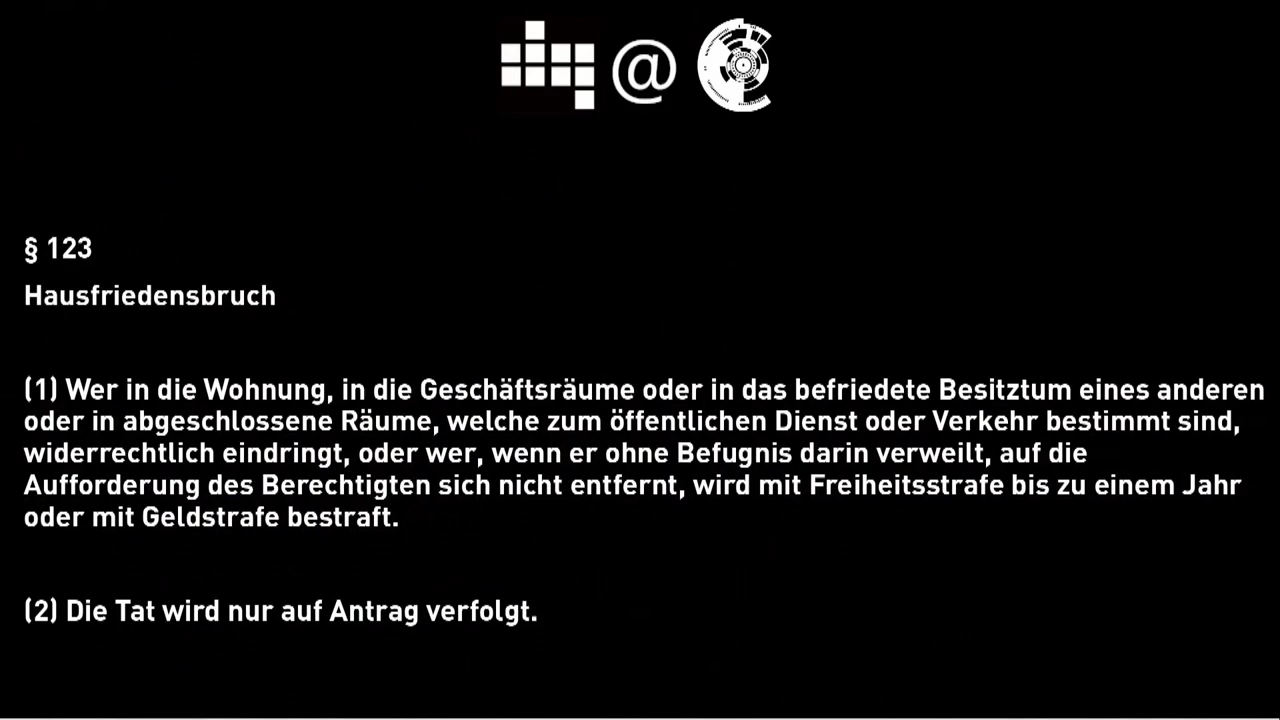 @
§ 123
Hausfriedensbruch
(1) Wer in die Wohnung, in die Geschäftsräume oder in das befriedete Besitztum eines anderen
oder in abgeschlossene Räume, welche zum öffentlichen Dienst oder Verkehr bestimmt sind,
widerrechtlich eindringt, oder wer, wenn er ohne Befugnis darin verweilt, auf die
Aufforderung des Berechtigten sich nicht entfernt, wird mit Freiheitsstrafe bis zu einem Jahr
oder mit Geldstrafe bestraft.
(2) Die Tat wird nur auf Antrag verfolgt.